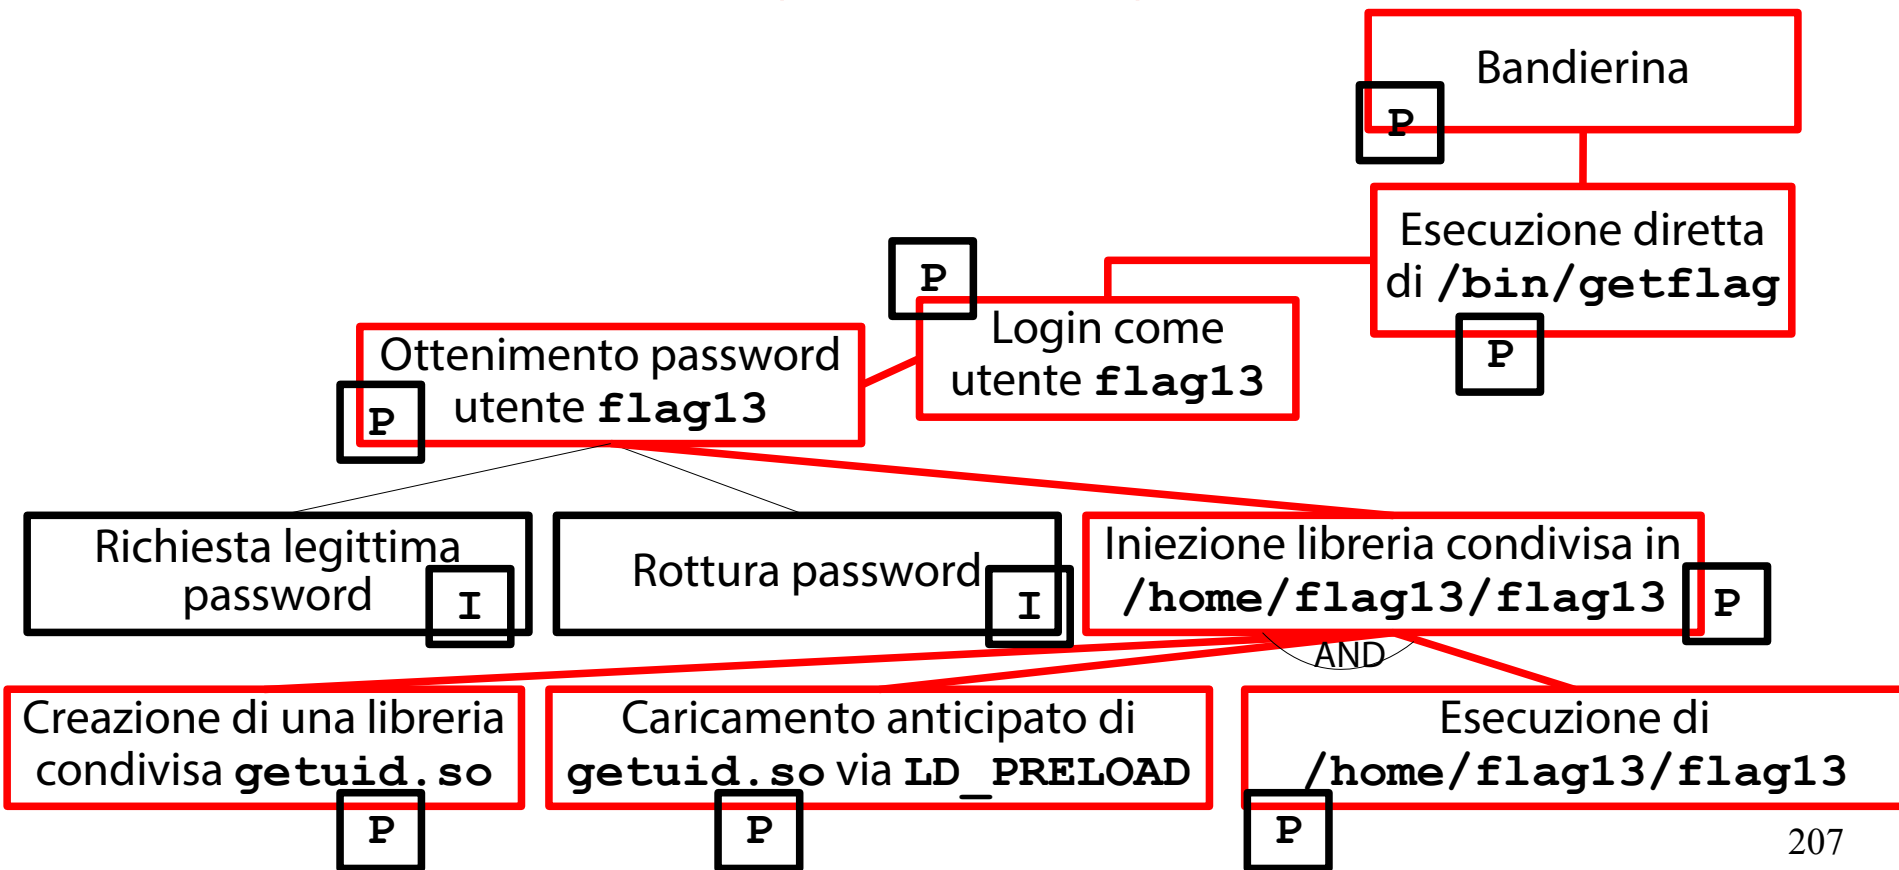 Bandierina
P
Esecuzione diretta
di /bin/getflag
P
P
Login come
utente flag13
Ottenimento password
utente flag13
P
Richiesta legittima
password
I
Rottura password
I
Iniezione libreria condivisa in
/home/flag13/flag13
P
AND
Creazione di una libreria
condivisa getuid.so
P
Caricamento anticipato di
getuid.so via LD_PRELOAD
P
Esecuzione di
/home/flag13/flag13
P
207